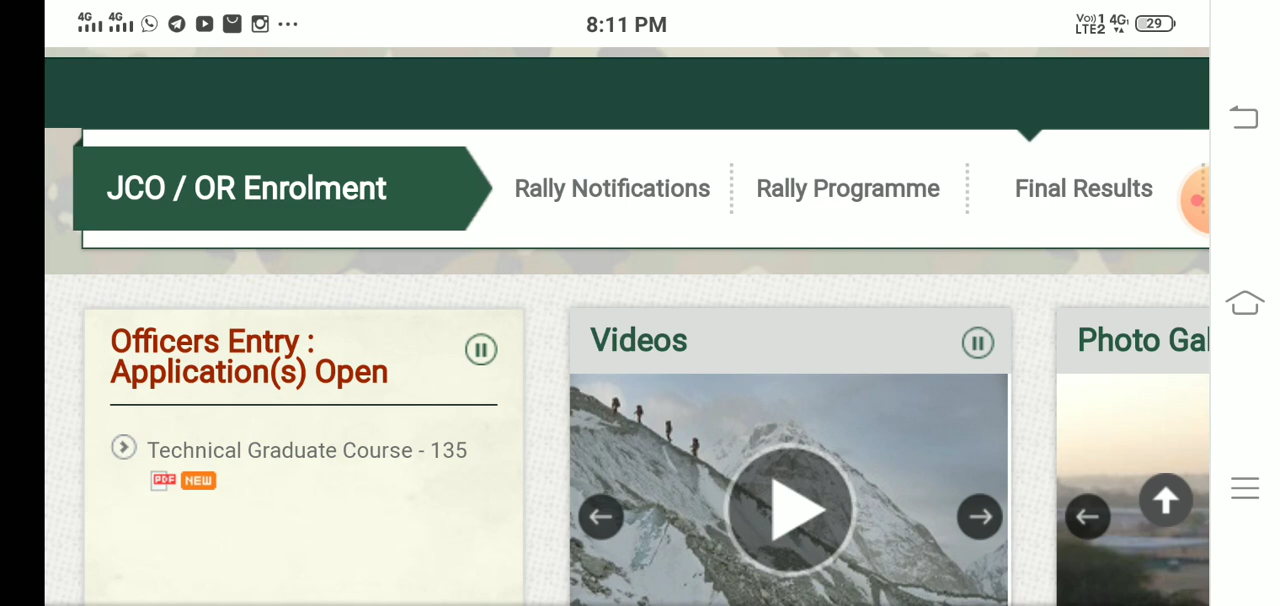 4G 4G 8:11 PM Vo)) 1 4G 29
LTE2
JCO / OR Enrolment Rally Notifications Rally Programme Final Results
Officers Entry :
Application(s) Open
Videos
Photo Gal
Technical Graduate Course - 135
PDF NEW